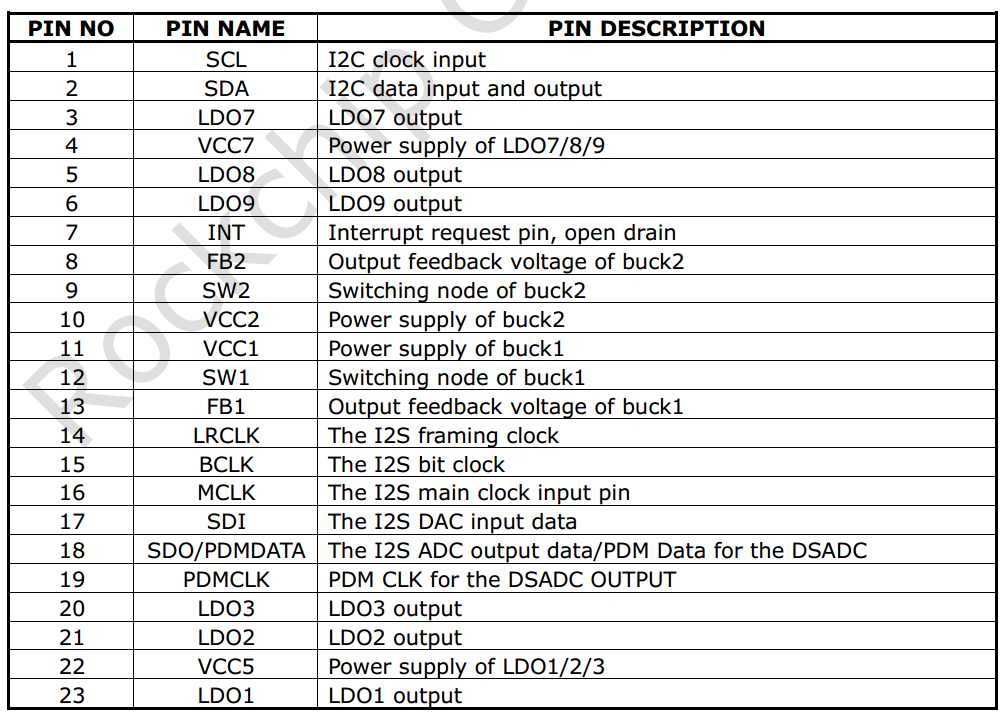 PIN NO PIN NAME PIN DESCRIPTION
1 SCL I2C clock input
2 SDA I2C data input and output
3 LDO7 LDO7 output
4 VCC7 Power supply of LDO7/8/9
5 LDO8 LDO8 output
6 LDO9 LDO9 output
7 INT Interrupt request pin, open drain
8 FB2 Output feedback voltage of buck2
9 SW2 Switching node of buck2
10 VCC2 Power supply of buck2
11 VCC1 Power supply of buck1
12 SW1 Switching node of buck1
13 FB1 Output feedback voltage of buck1
14 LRCLK The I2S framing clock
15 BCLK The I2S bit clock
16 MCLK The I2S main clock input pin
17 SDI The I2S DAC input data
18 SDO/PDMDATA The I2S ADC output data/PDM Data for the DSADC
19 PDMCLK PDM CLK for the DSADC OUTPUT
20 LDO3 LDO3 output
21 LDO2 LDO2 output
22 VCC5 Power supply of LDO1/2/3
23 LDO1 LDO1 output
Rockchip